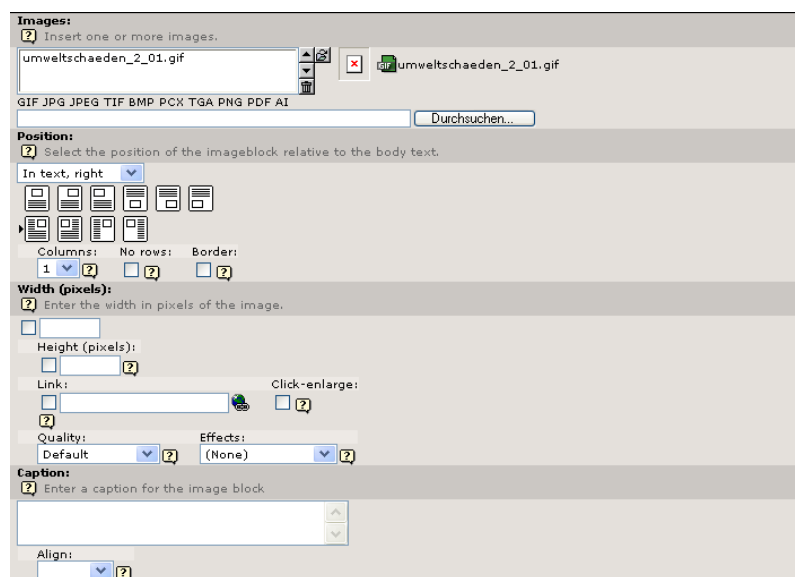 Images:
Insert one or more images.
umweltschaeden_2_01.gif
umweltschaeden_2_01.gif
GIF JPG JPEG TIF BMP PCX TGA PNG PDF AI
Durchsuchen...
Position:
Select the position of the imageblock relative to the body text.
In text, right
Columns: No rows: Border:
1
Width (pixels):
Enter the width in pixels of the image.
Height (pixels):
Link: Click-enlarge:
Quality: Effects:
Default (None)
Caption:
Enter a caption for the image block
Align: